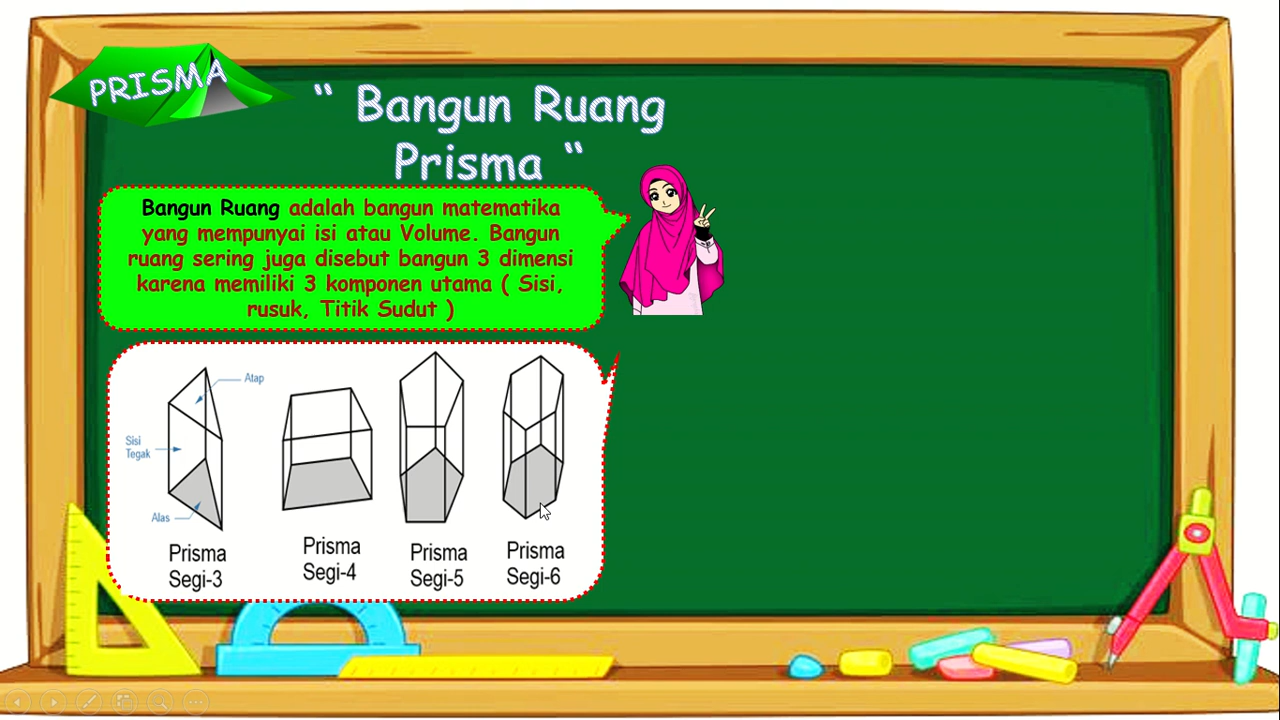 PRISMA
“ Bangun Ruang
Prisma “
Bangun Ruang adalah bangun matematika
yang mempunyai isi atau Volume. Bangun
ruang sering juga disebut bangun 3 dimensi
karena memiliki 3 komponen utama ( Sisi,
rusuk, Titik Sudut )
Atap
Sisi
Tegak
Alas
Prisma
Segi-3
Prisma
Segi-4
Prisma
Segi-5
Prisma
Segi-6